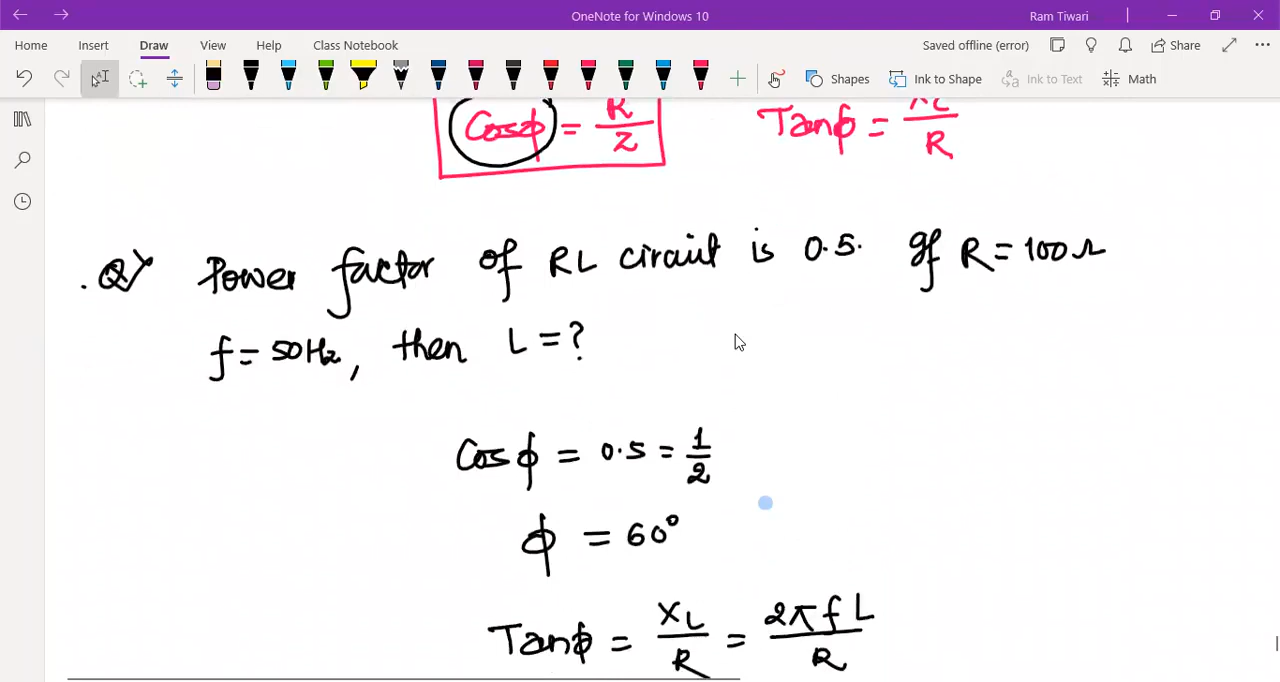 OneNote for Windows 10
Ram Tiwari
Home Insert Draw View Help Class Notebook
Saved offline (error) Share
Shapes Ink to Shape Ink to Text Math
Cosφ = R/Z Tanφ = XL/R
Q> Power factor of RL circuit is 0.5. If R = 100Ω
f = 50Hz, then L = ?
Cosφ = 0.5 = 1/2
φ = 60°
Tanφ = XL/R = 2πfL/R